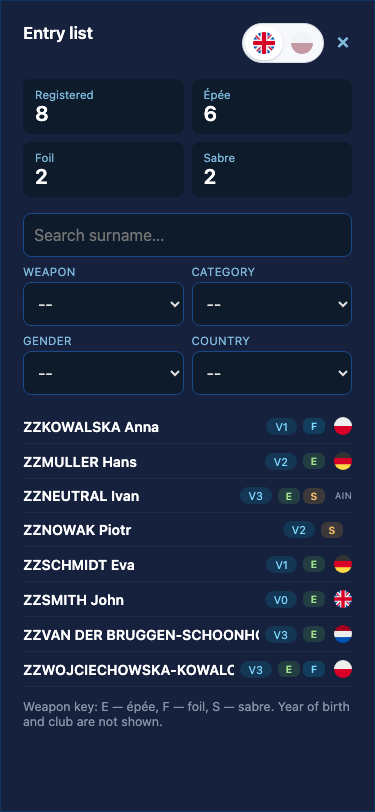 Entry list
×
Registered
8
Épée
6
Foil
2
Sabre
2
Search surname...
WEAPON
CATEGORY
--
--
GENDER
COUNTRY
--
--
ZZKOWALSKA Anna V1 F
ZZMULLER Hans V2 E
ZZNEUTRAL Ivan V3 E S AIN
ZZNOWAK Piotr V2 S
ZZSCHMIDT Eva V1 E
ZZSMITH John V0 E
ZZVAN DER BRUGGEN-SCHOONHO V3 E
ZZWOJCIECHOWSKA-KOWALC V3 E F
Weapon key: E — épée, F — foil, S — sabre. Year of birth
and club are not shown.